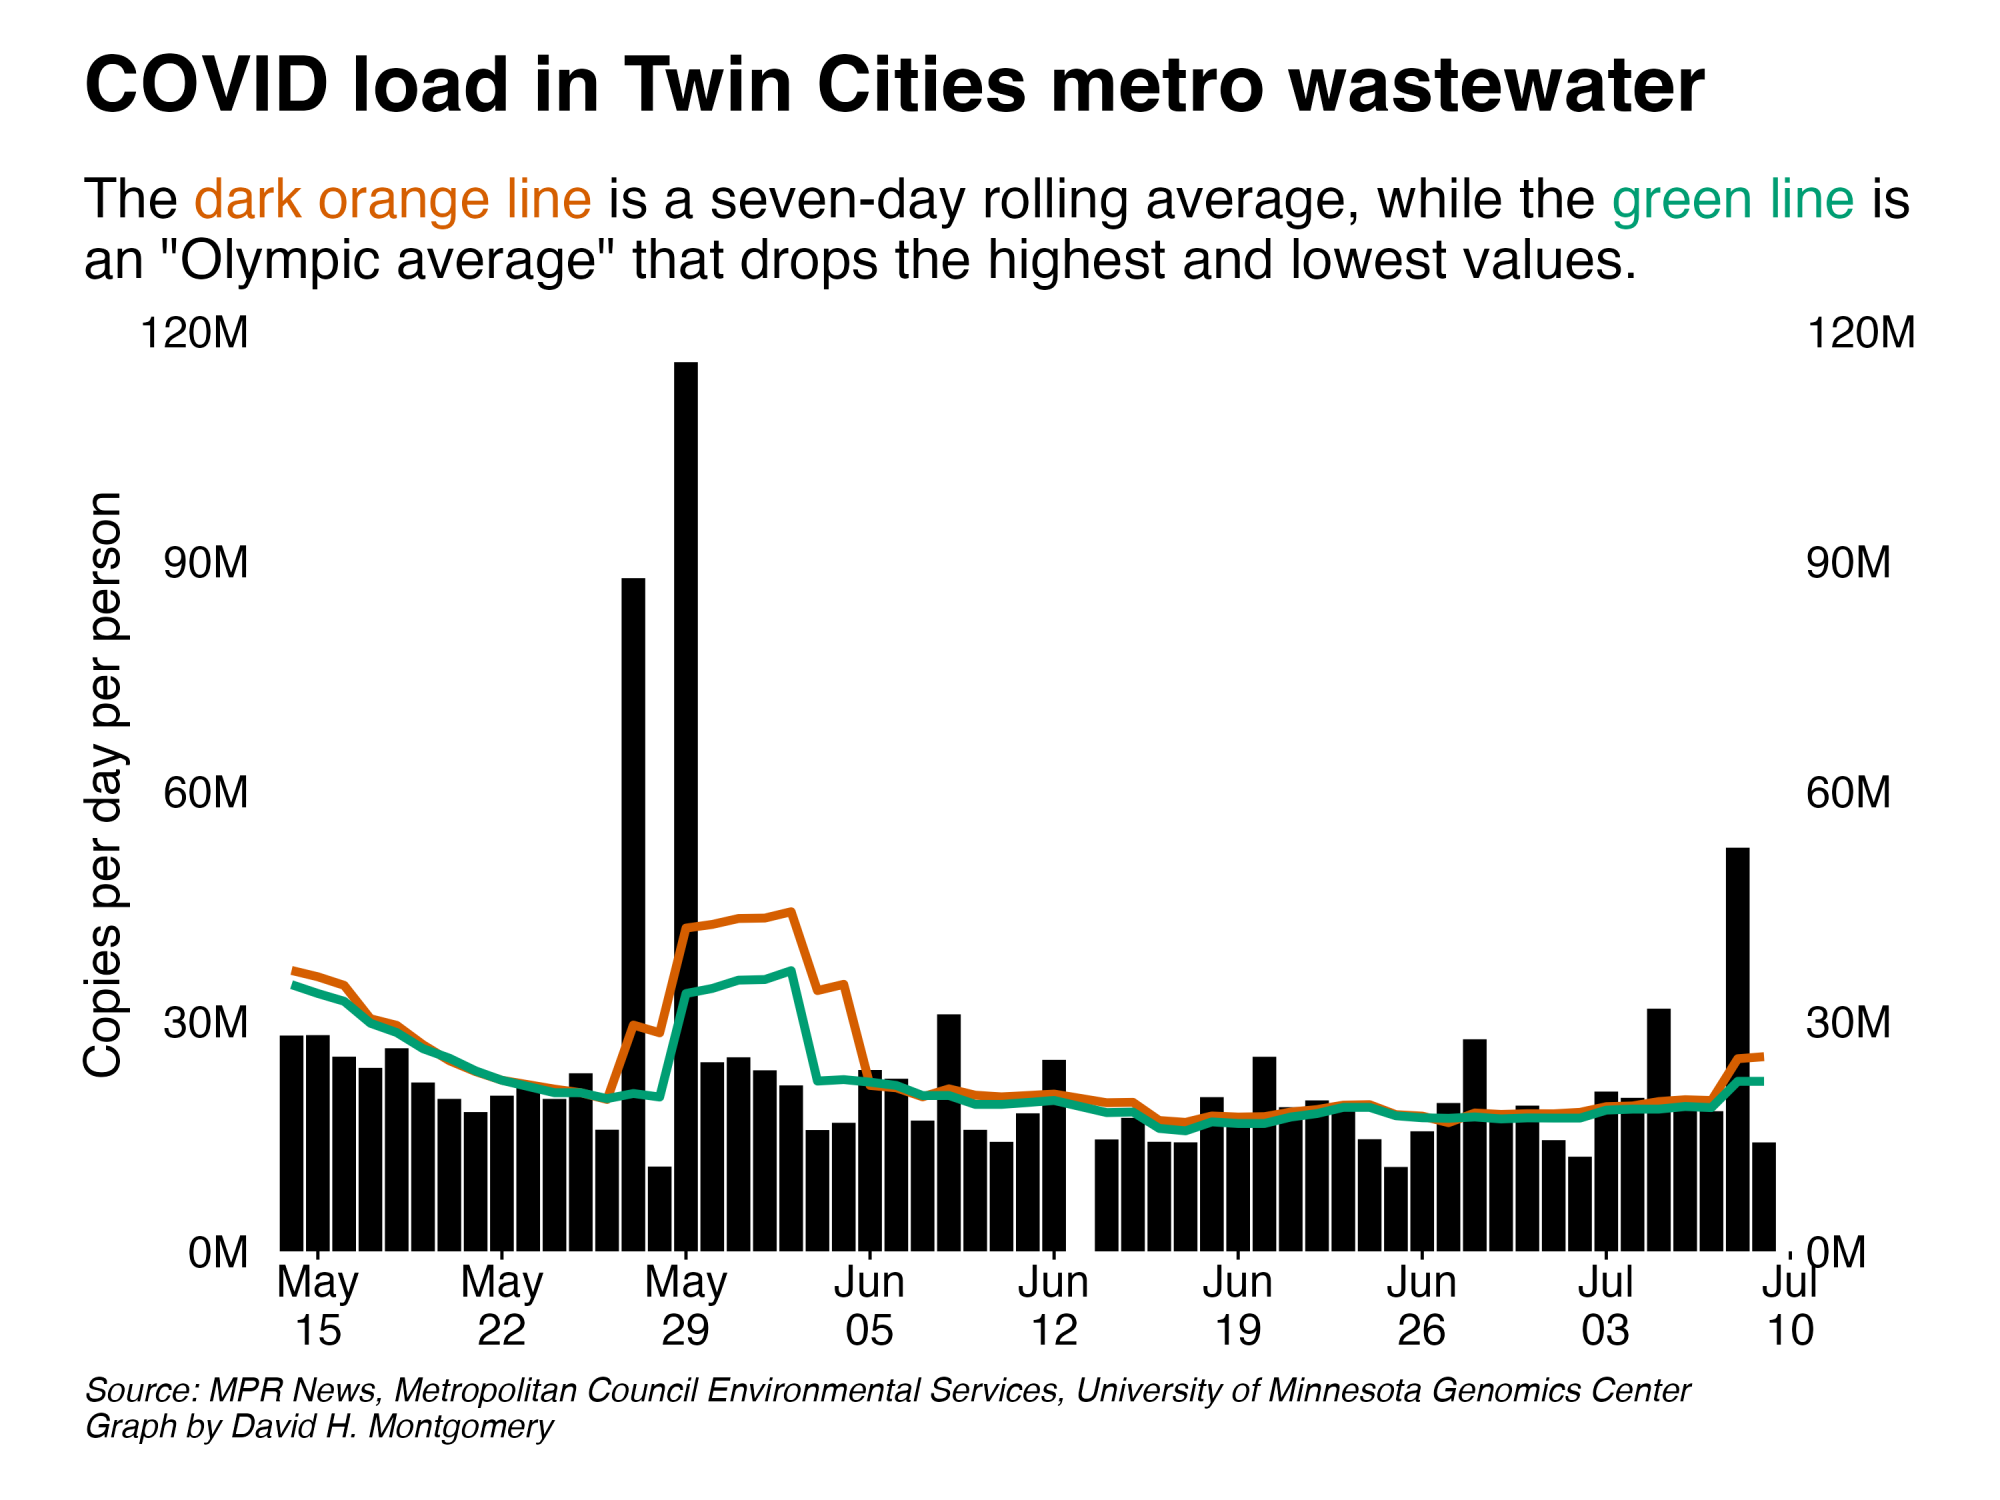 COVID load in Twin Cities metro wastewater
The dark orange line is a seven-day rolling average, while the green line is
an "Olympic average" that drops the highest and lowest values.
Copies per day per person
120M
90M
60M
30M
0M
120M
90M
60M
30M
0M
May
15
May
22
May
29
Jun
05
Jun
12
Jun
19
Jun
26
Jul
03
Jul
10
Source: MPR News, Metropolitan Council Environmental Services, University of Minnesota Genomics Center
Graph by David H. Montgomery